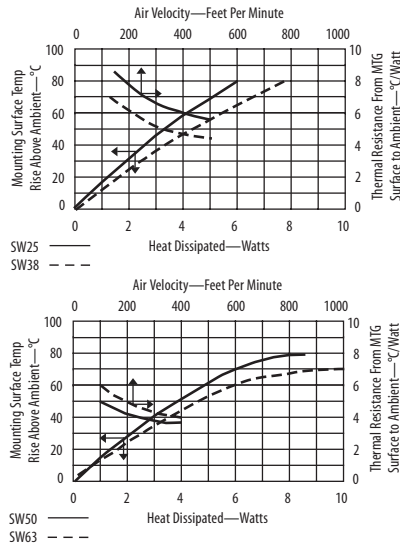 Air Velocity—Feet Per Minute
0 200 400 600 800 1000
100 80 60 40 20 0
Mounting Surface Temp
Rise Above Ambient—°C
10 8 6 4 2 0
Thermal Resistance From MTG
Surface to Ambient—°C/Watt
0 2 4 6 8 10
Heat Dissipated—Watts
SW25
SW38
Air Velocity—Feet Per Minute
0 200 400 600 800 1000
100 80 60 40 20 0
Mounting Surface Temp
Rise Above Ambient—°C
10 8 6 4 2 0
Thermal Resistance From MTG
Surface to Ambient—°C/Watt
0 2 4 6 8 10
Heat Dissipated—Watts
SW50
SW63